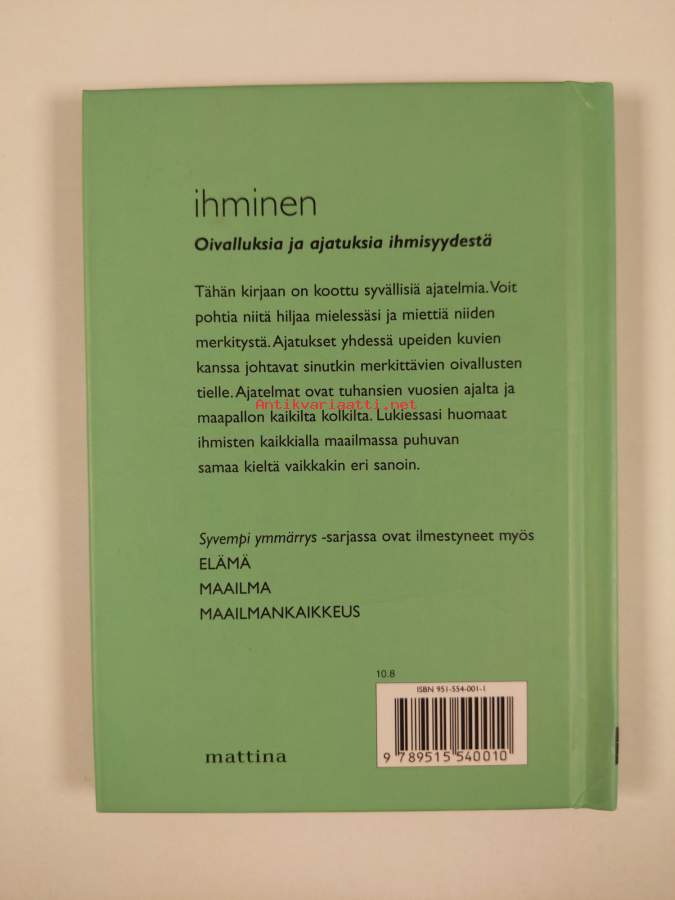 ihminen
Oivalluksia ja ajatuksia ihmisyydestä
Tähän kirjaan on koottu syvällisiä ajatelmia. Voit
pohtia niitä hiljaa mielessäsi ja miettiä niiden
merkitystä. Ajatukset yhdessä upeiden kuvien
kanssa johtavat sinutkin merkittävien oivallusten
tielle. Ajatelmat ovat tuhansien vuosien ajalta ja
Antikvariaatti.net
maapallon kaikilta kolkilta. Lukiessasi huomaat
ihmisten kaikkialla maailmassa puhuvan
samaa kieltä vaikkakin eri sanoin.
Syvempi ymmärrys -sarjassa ovat ilmestyneet myös
ELÄMÄ
MAAILMA
MAAILMANKAIKKEUS
10.8
ISBN 951-554-001-1
9 789515 540010
mattina